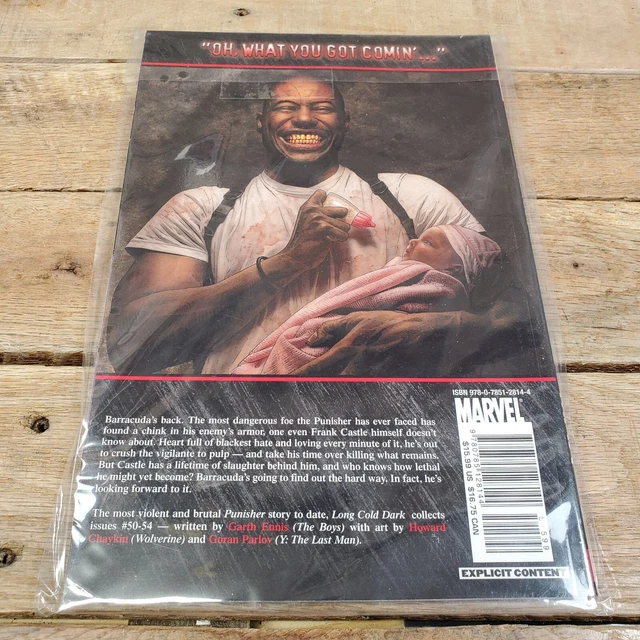 "OH, WHAT YOU GOT COMIN'..."
Barracuda's back. The most dangerous foe the Punisher has ever faced has
found a chink in his enemy's armor, one even Frank Castle himself doesn't
know about. Heart full of blackest hate and loving every minute of it, he's out
to crush the vigilante to pulp — and take his time over killing what remains.
But Castle has a lifetime of slaughter behind him, and who knows how lethal
he might yet become? Barracuda's going to find out the hard way. In fact, he's
looking forward to it.
The most violent and brutal Punisher story to date, Long Cold Dark collects
issues #50-54 — written by Garth Ennis (The Boys) with art by Howard
Chaykin (Wolverine) and Goran Parlov (Y: The Last Man).
ISBN 978-0-7851-2814-4
MARVEL
9 780785 128144
$15.99 US $16.75 CAN
EXPLICIT CONTENT